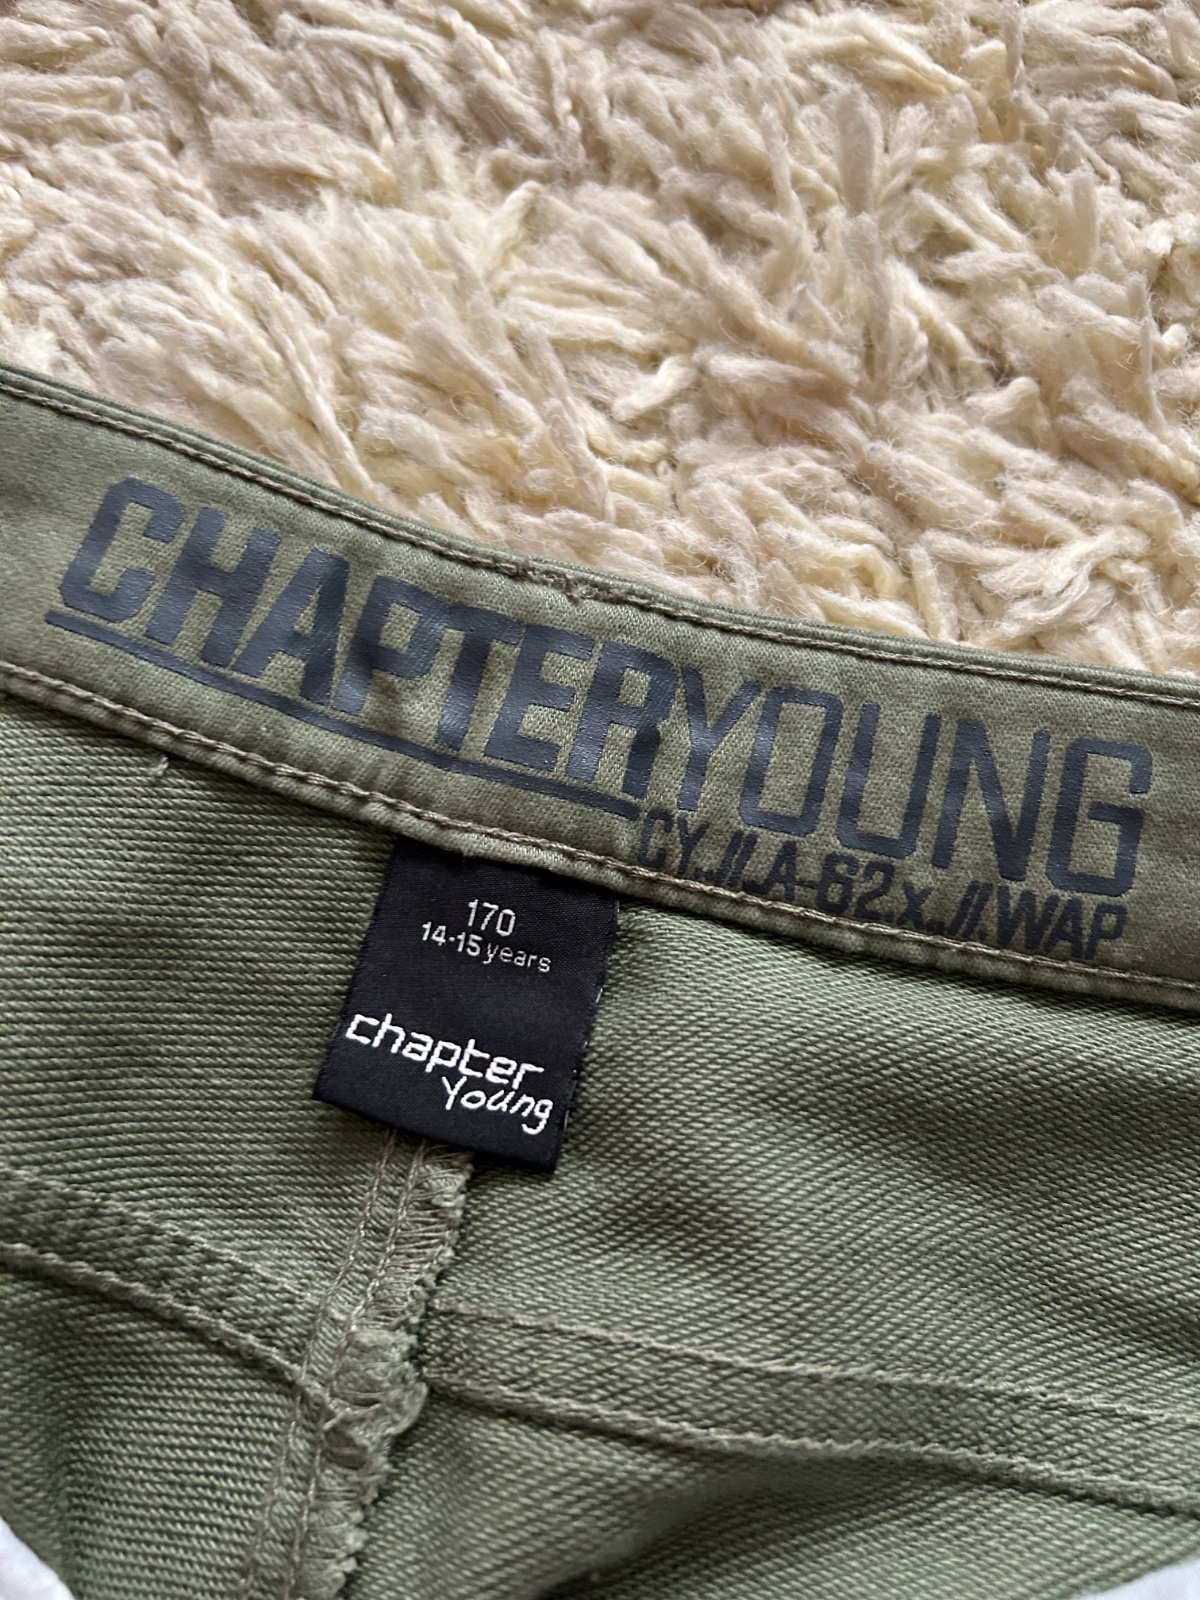 CHAPTERYOUNG
CY.//.A-62.x.//.WAP
170
14-15 years
chapter
Young